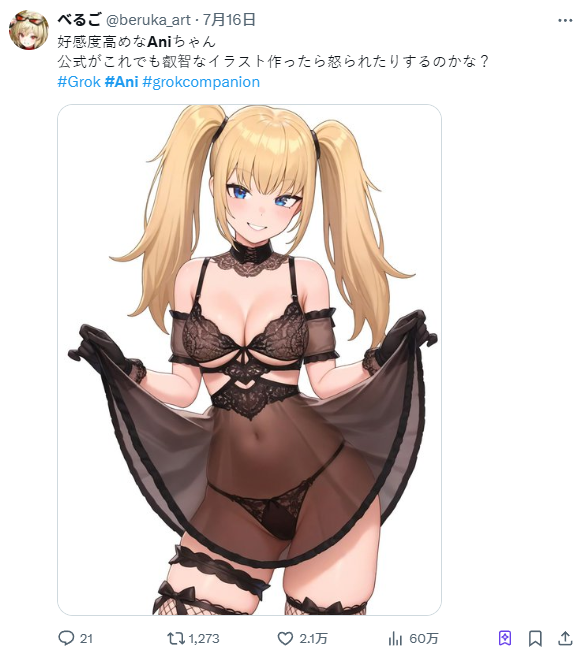 べるご @beruka_art · 7月16日
好感度高めなAniちゃん
公式がこれでも叡智なイラスト作ったら怒られたりするのかな？
#Grok #Ani #grokcompanion
21 1,273 2.1万 60万